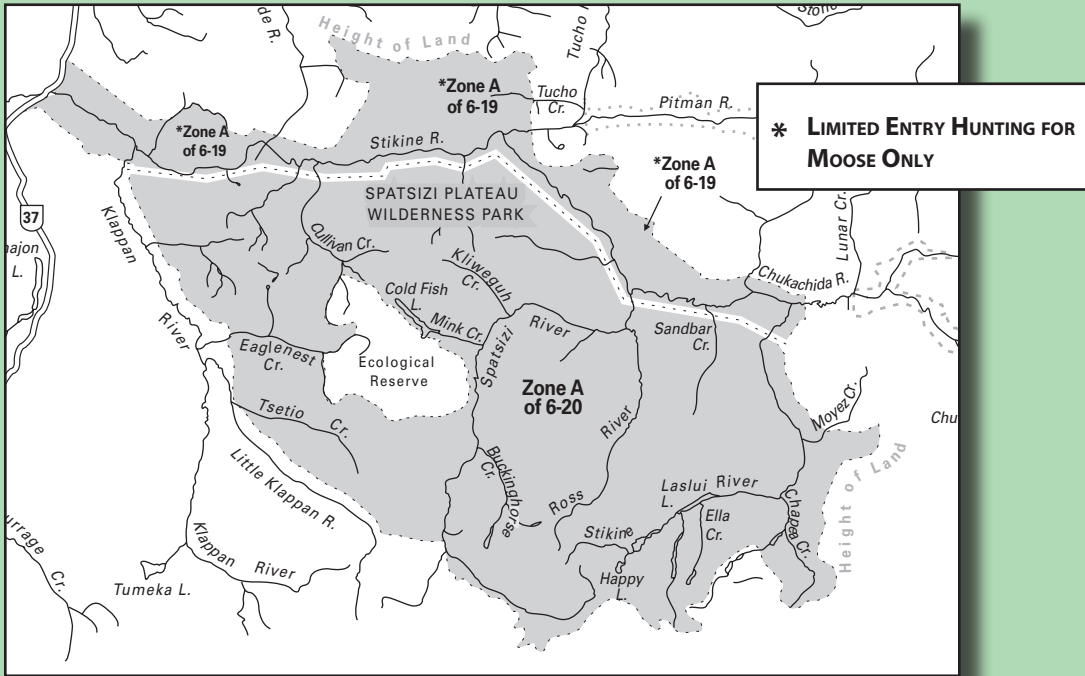 de R.
Height of Land
Tucho
*Zone A
of 6-19
Tucho
Cr.
Pitman R.
* LIMITED ENTRY HUNTING FOR
MOOSE ONLY
*Zone A
of 6-19
Stikine R.
*Zone A
of 6-19
SPATSIZI PLATEAU
WILDERNESS PARK
37
Klappan
River
Cullivan Cr.
Kliweguh
Cr.
Cold Fish
L.
Mink Cr.
Spatsizi
River
Chukachida R.
Lunar Cr.
Sandbar
Cr.
najon
L.
Eaglenest
Cr.
Ecological
Reserve
Zone A
of 6-20
Tsetio Cr.
Moyez Cr.
Chu
River
Ross
Little Klappan R.
Buckinghorse
Cr.
Laslui
L.
River
Stikine
Ella
Cr.
Chapea Cr.
Height of Land
Happy
urrage
Cr.
Klappan River
Tumeka L.